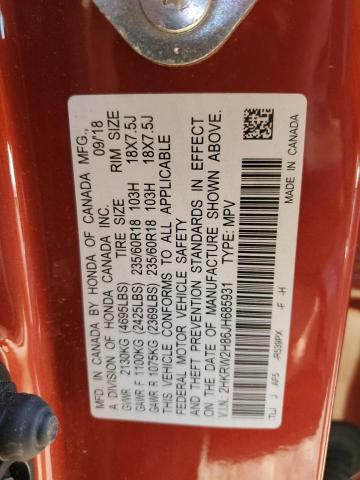 MFD. IN CANADA BY HONDA OF CANADA MFG.,
A DIVISION OF HONDA CANADA INC. 09/18
TIRE SIZE RIM SIZE
GVWR 2130KG (4695LBS)
GAWR F 1100KG (2425LBS) 235/60R18 103H 18X7.5J
GAWR R 1075KG (2369LBS) 235/60R18 103H 18X7.5J
THIS VEHICLE CONFORMS TO ALL APPLICABLE
FEDERAL MOTOR VEHICLE SAFETY
AND THEFT PREVENTION STANDARDS IN EFFECT
ON THE DATE OF MANUFACTURE SHOWN ABOVE.
V.I.N. 2HKRW2H86JH685931 TYPE: MPV
TLJ J AF5 -R539PX -F -H
MADE IN CANADA